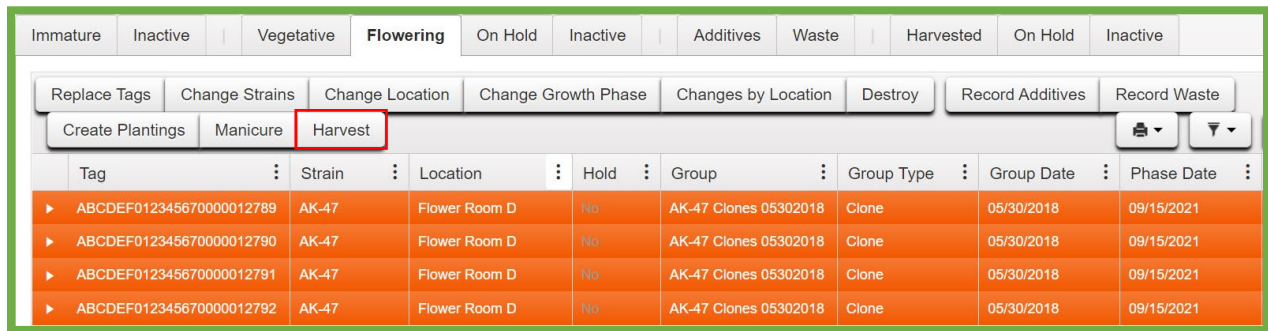 Immature Inactive | Vegetative Flowering On Hold Inactive | Additives Waste | Harvested On Hold Inactive
Replace Tags Change Strains Change Location Change Growth Phase Changes by Location Destroy Record Additives Record Waste
Create Plantings Manicure Harvest
Tag Strain Location Hold Group Group Type Group Date Phase Date
ABCDEF012345670000012789 AK-47 Flower Room D No AK-47 Clones 05302018 Clone 05/30/2018 09/15/2021
ABCDEF012345670000012790 AK-47 Flower Room D No AK-47 Clones 05302018 Clone 05/30/2018 09/15/2021
ABCDEF012345670000012791 AK-47 Flower Room D No AK-47 Clones 05302018 Clone 05/30/2018 09/15/2021
ABCDEF012345670000012792 AK-47 Flower Room D No AK-47 Clones 05302018 Clone 05/30/2018 09/15/2021